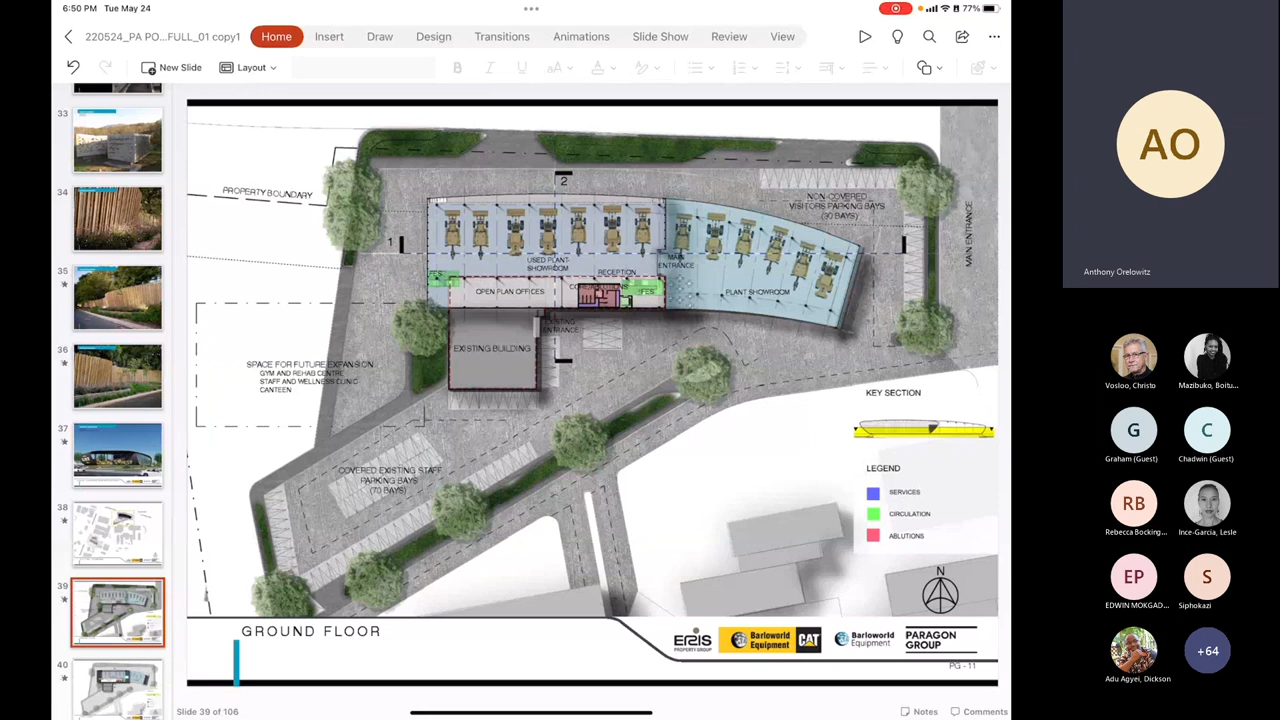 6:50 PM Tue May 24
77%
220524_PA PO...FULL_01 copy1
Home
Insert
Draw
Design
Transitions
Animations
Slide Show
Review
View
New Slide
Layout
33
34
35
36
37
38
39
40
PROPERTY BOUNDARY
2
1
NON-COVERED
VISITORS PARKING BAYS
(30 BAYS)
MAIN ENTRANCE
USED PLANT
SHOWROOM
RECEPTION
MAIN
ENTRANCE
OPEN PLAN OFFICES
FES
PLANT SHOWROOM
EXISTING
ENTRANCE
EXISTING BUILDING
SPACE FOR FUTURE EXPANSION
GYM AND REHAB CENTRE
STAFF AND WELLNESS CLINIC
CANTEEN
COVERED EXISTING STAFF
PARKING BAYS
(70 BAYS)
KEY SECTION
LEGEND
SERVICES
CIRCULATION
ABLUTIONS
N
GROUND FLOOR
ERIS
PROPERTY GROUP
Barloworld
Equipment
CAT
Barloworld
Equipment
PARAGON
GROUP
PG - 11
Slide 39 of 106
Notes
Comments
AO
Anthony Orelowitz
Vosloo, Christo
Mazibuko, Boitu...
G
Graham (Guest)
C
Chadwin (Guest)
RB
Rebecca Bocking...
Ince-Garcia, Lesle
EP
EDWIN MOKGAD...
S
Siphokazi
Adu Agyei, Dickson
+64